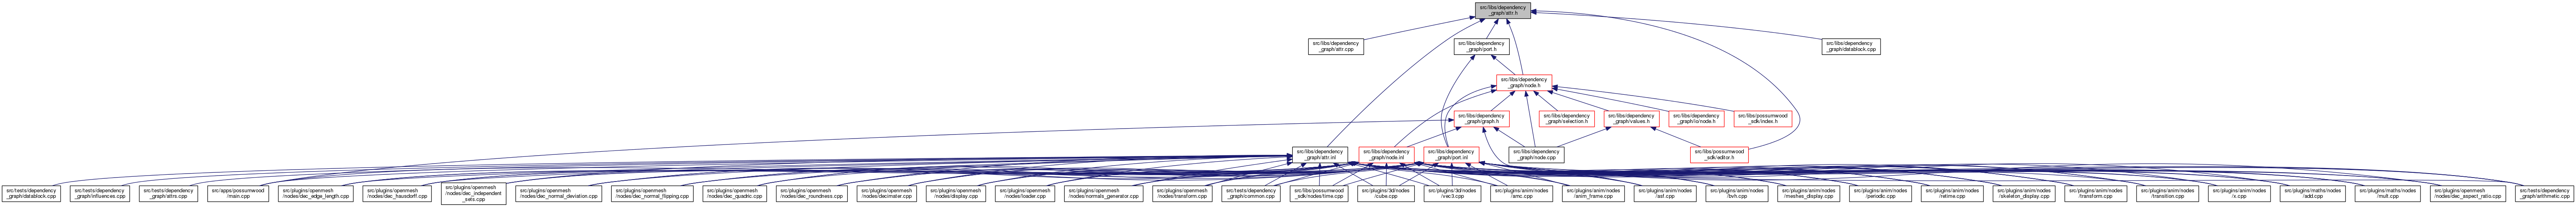 src/libs/dependency
_graph/attr.h
src/libs/dependency
_graph/attr.cpp
src/libs/dependency
_graph/port.h
src/libs/dependency
_graph/datablock.cpp
src/libs/dependency
_graph/node.h
src/libs/dependency
_graph/graph.h
src/libs/dependency
_graph/selection.h
src/libs/dependency
_graph/values.h
src/libs/dependency
_graph/io/node.h
src/libs/possumwood
_sdk/index.h
src/libs/dependency
_graph/attr.inl
src/libs/dependency
_graph/node.inl
src/libs/dependency
_graph/port.inl
src/libs/dependency
_graph/node.cpp
src/libs/possumwood
_sdk/editor.h
src/tests/dependency
_graph/datablock.cpp
src/tests/dependency
_graph/influences.cpp
src/tests/dependency
_graph/attrs.cpp
src/apps/possumwood
/main.cpp
src/plugins/openmesh
/nodes/dec_edge_length.cpp
src/plugins/openmesh
/nodes/dec_hausdorff.cpp
src/plugins/openmesh
/nodes/dec_independent
_sets.cpp
src/plugins/openmesh
/nodes/dec_normal_deviation.cpp
src/plugins/openmesh
/nodes/dec_normal_flipping.cpp
src/plugins/openmesh
/nodes/dec_quadric.cpp
src/plugins/openmesh
/nodes/dec_roundness.cpp
src/plugins/openmesh
/nodes/decimater.cpp
src/plugins/openmesh
/nodes/display.cpp
src/plugins/openmesh
/nodes/loader.cpp
src/plugins/openmesh
/nodes/normals_generator.cpp
src/plugins/openmesh
/nodes/transform.cpp
src/tests/dependency
_graph/common.cpp
src/libs/possumwood
_sdk/nodes/time.cpp
src/plugins/3d/nodes
/cube.cpp
src/plugins/3d/nodes
/vec3.cpp
src/plugins/anim/nodes
/amc.cpp
src/plugins/anim/nodes
/anim_frame.cpp
src/plugins/anim/nodes
/asf.cpp
src/plugins/anim/nodes
/bvh.cpp
src/plugins/anim/nodes
/meshes_display.cpp
src/plugins/anim/nodes
/periodic.cpp
src/plugins/anim/nodes
/retime.cpp
src/plugins/anim/nodes
/skeleton_display.cpp
src/plugins/anim/nodes
/transform.cpp
src/plugins/anim/nodes
/transition.cpp
src/plugins/anim/nodes
/x.cpp
src/plugins/maths/nodes
/add.cpp
src/plugins/maths/nodes
/mult.cpp
src/plugins/openmesh
/nodes/dec_aspect_ratio.cpp
src/tests/dependency
_graph/arithmetic.cpp